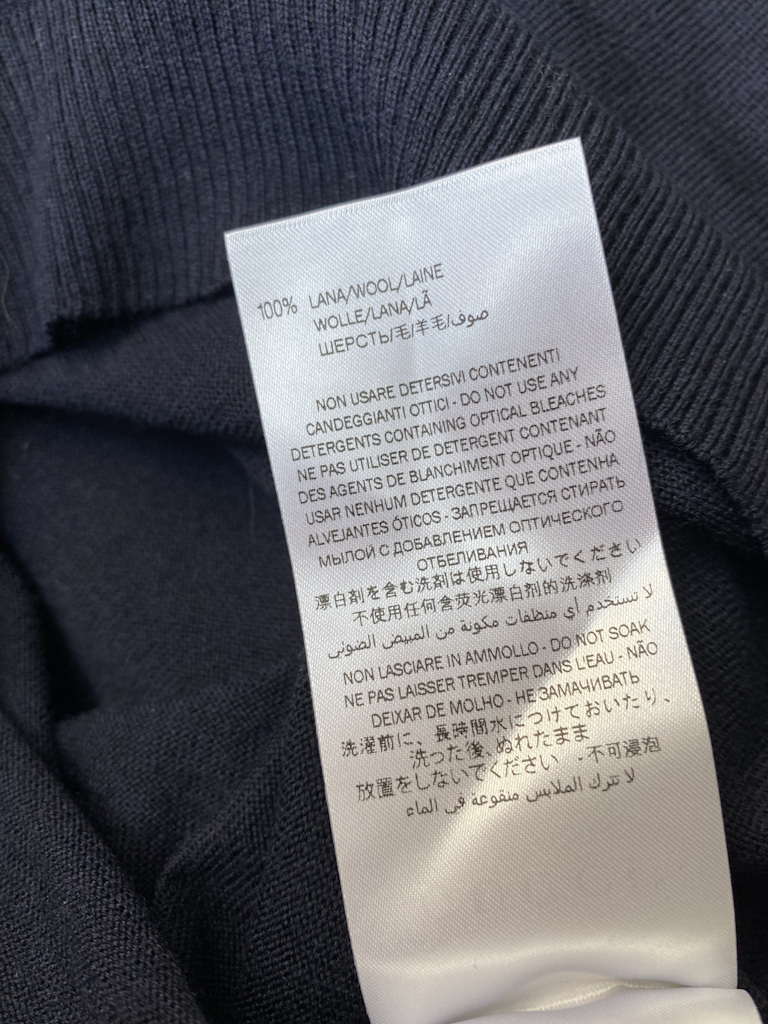 100% LANA/WOOL/LAINE
WOLLE/LANA/LÃ
ШЕРСТЬ/毛/羊毛/صوف
NON USARE DETERSIVI CONTENENTI
CANDEGGIANTI OTTICI - DO NOT USE ANY
DETERGENTS CONTAINING OPTICAL BLEACHES
NE PAS UTILISER DE DETERGENT CONTENANT
DES AGENTS DE BLANCHIMENT OPTIQUE - NÃO
USAR NENHUM DETERGENTE QUE CONTENHA
ALVEJANTES ÓTICOS - ЗАПРЕЩАЕТСЯ СТИРАТЬ
МЫЛОЙ С ДОБАВЛЕНИЕМ ОПТИЧЕСКОГО
ОТБЕЛИВАНИЯ
漂白剤を含む洗剤は使用しないでください
不使用任何含荧光漂白剂的洗涤剂
لا تستخدم أي منظفات مكونة من المبيض الضوئى
NON LASCIARE IN AMMOLLO - DO NOT SOAK
NE PAS LAISSER TREMPER DANS L'EAU - NÃO
DEIXAR DE MOLHO - НЕ ЗАМАЧИВАТЬ
洗濯前に、長時間水につけておいたり、
洗った後、ぬれたまま
放置をしないでください - 不可浸泡
لا تترك الملابس منقوعة في الماء